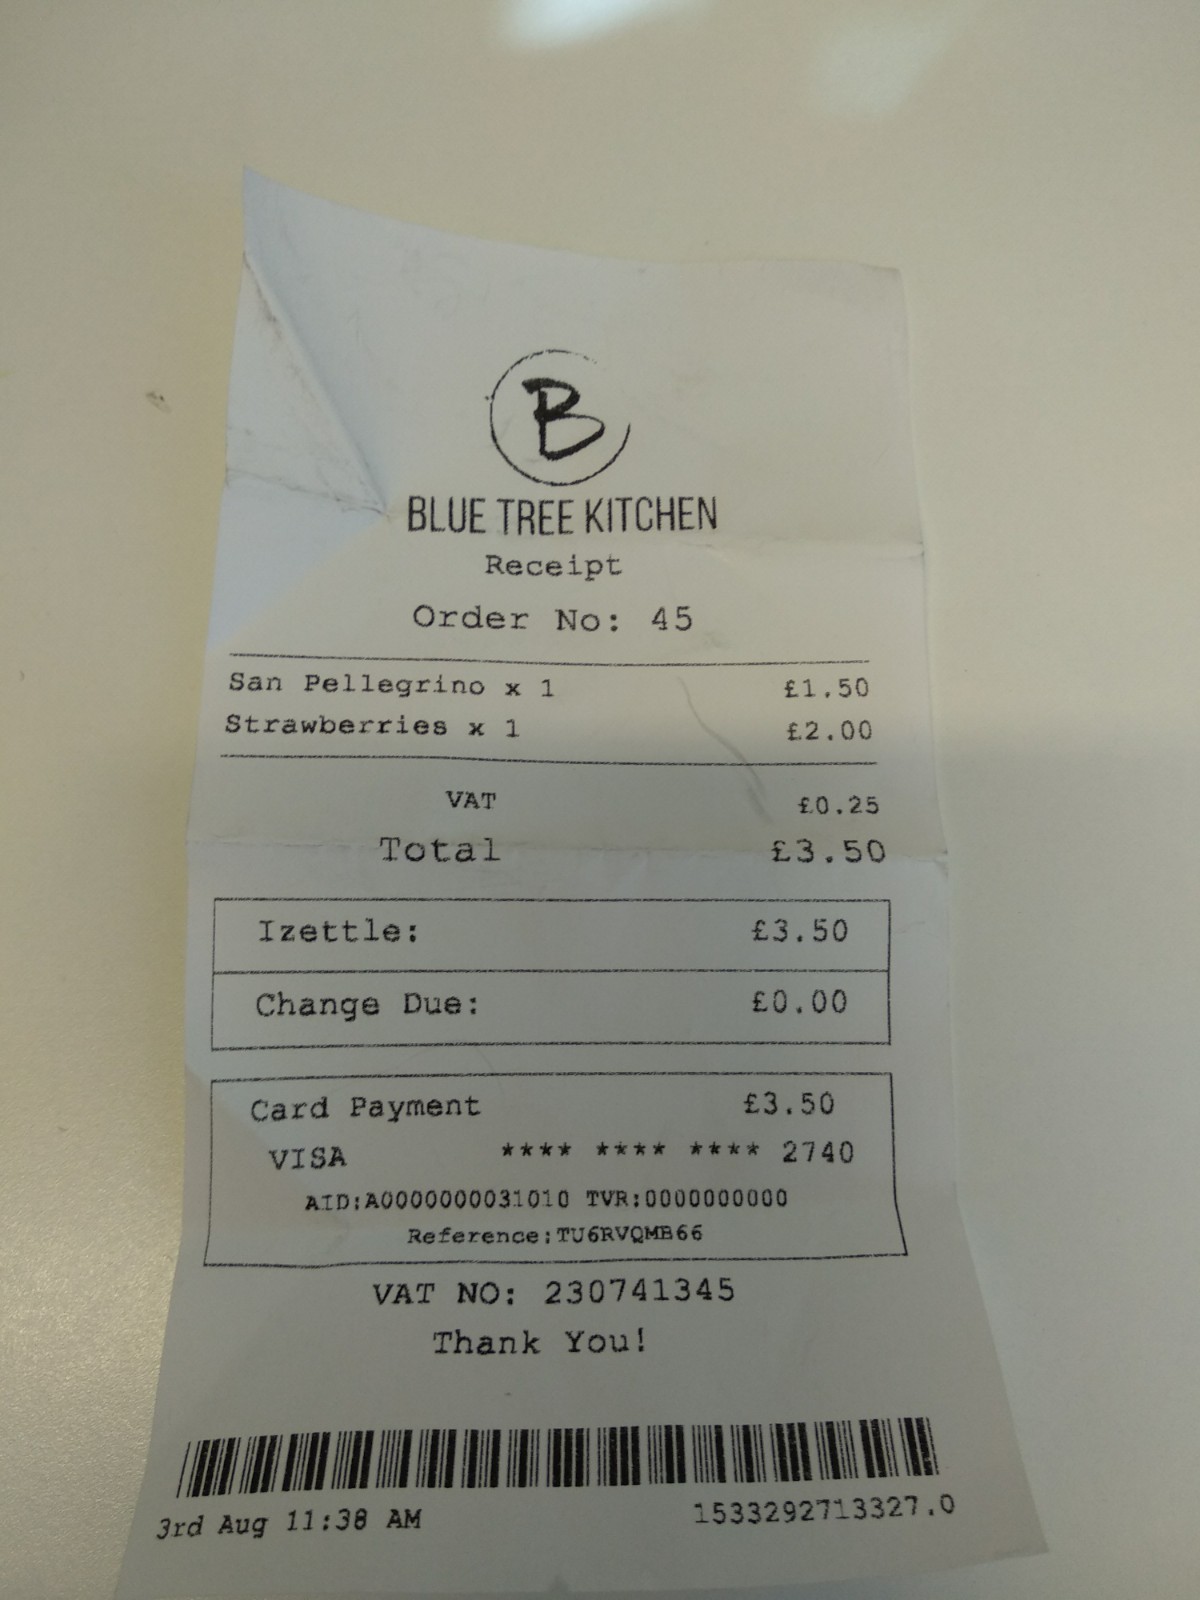 B
BLUE TREE KITCHEN
Receipt
Order No: 45
San Pellegrino x 1 £1.50
Strawberries x 1 £2.00
VAT £0.25
Total £3.50
Izettle: £3.50
Change Due: £0.00
Card Payment £3.50
VISA **** **** **** 2740
AID:A0000000031010 TVR:0000000000
Reference:TU6RVQMB66
VAT NO: 230741345
Thank You!
3rd Aug 11:38 AM 1533292713327.0